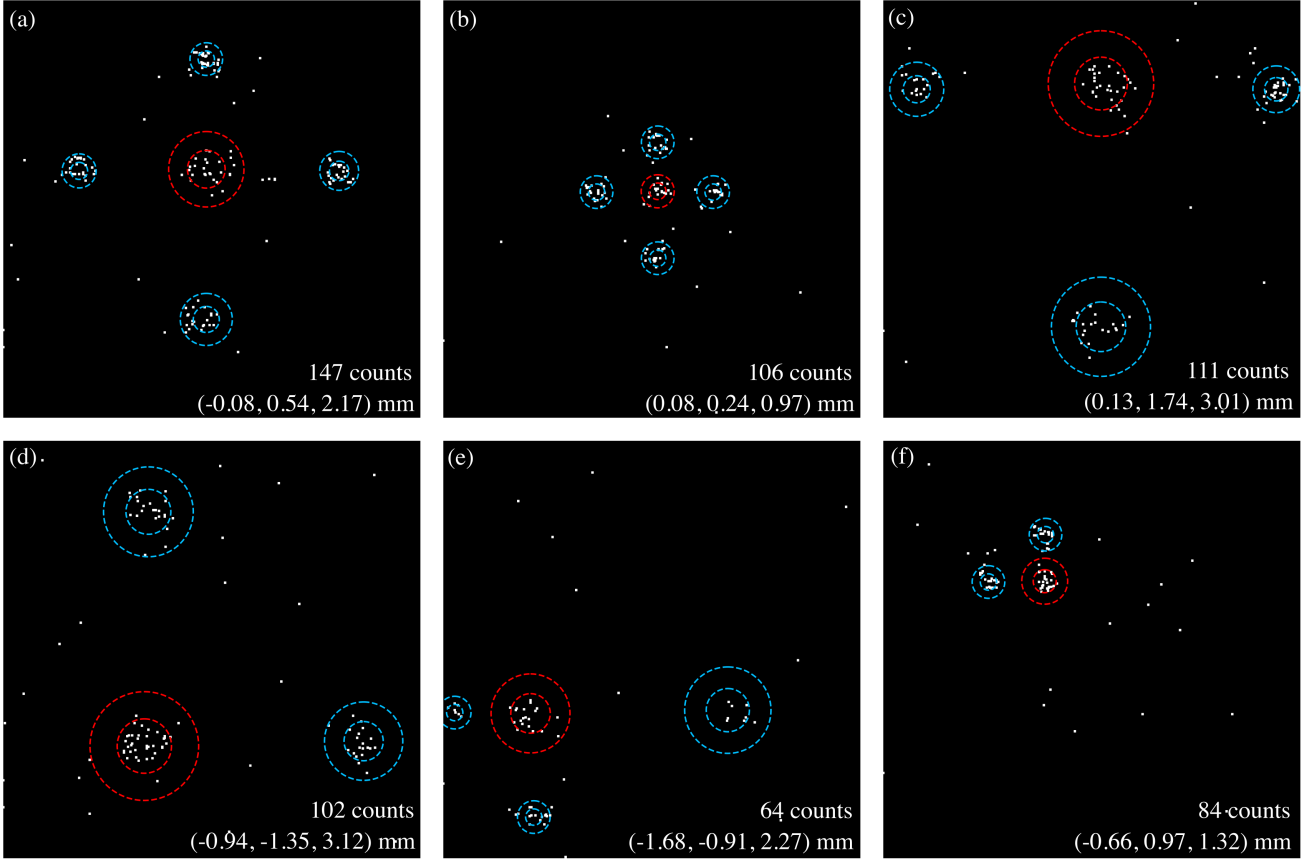 (a)
147 counts
(-0.08, 0.54, 2.17) mm
(b)
106 counts
(0.08, 0.24, 0.97) mm
(c)
111 counts
(0.13, 1.74, 3.01) mm
(d)
102 counts
(-0.94, -1.35, 3.12) mm
(e)
64 counts
(-1.68, -0.91, 2.27) mm
(f)
84 counts
(-0.66, 0.97, 1.32) mm